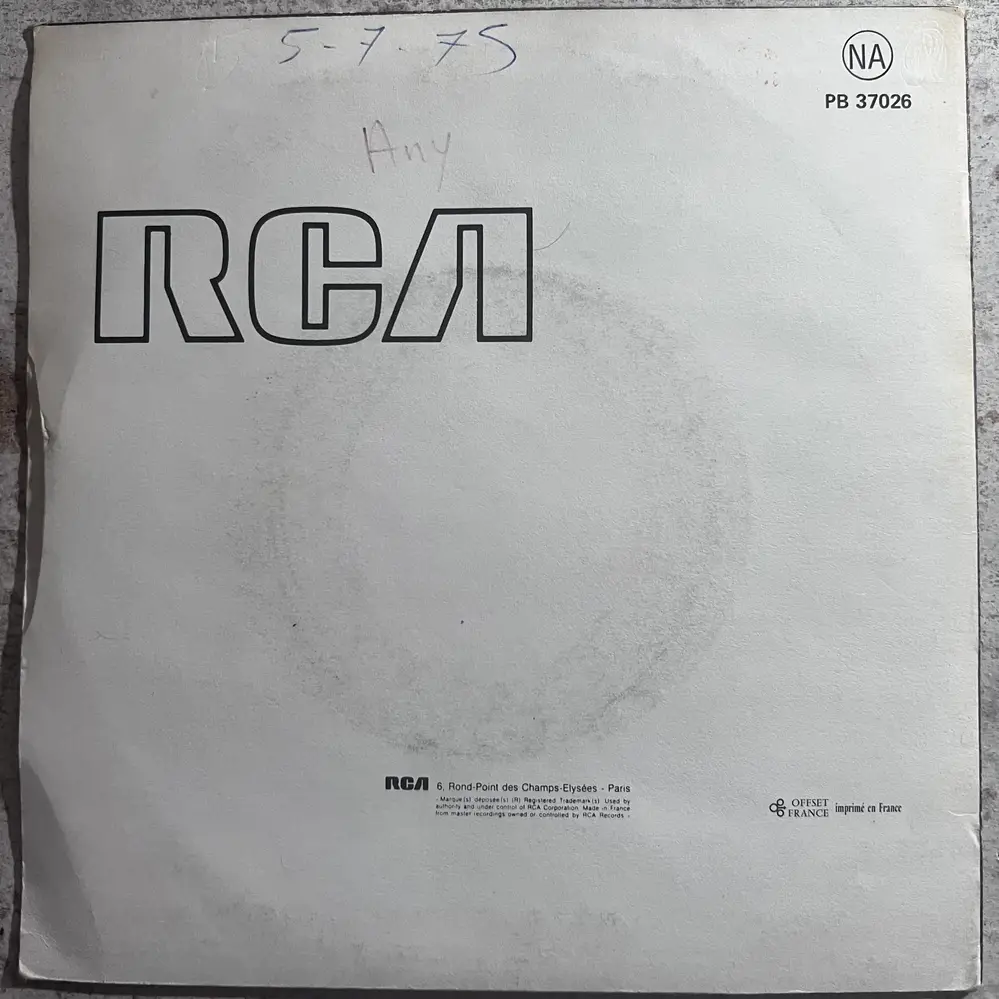 5-7-75
NA
PB 37026
Any
RCA
RCA 6, Rond-Point des Champs-Elysées - Paris
- Marque(s) déposée(s) (R) Registered Trademark(s) Used by
authority and under control of RCA Corporation Made in France
from master recordings owned or controlled by RCA Records -
OFFSET
FRANCE imprimé en France